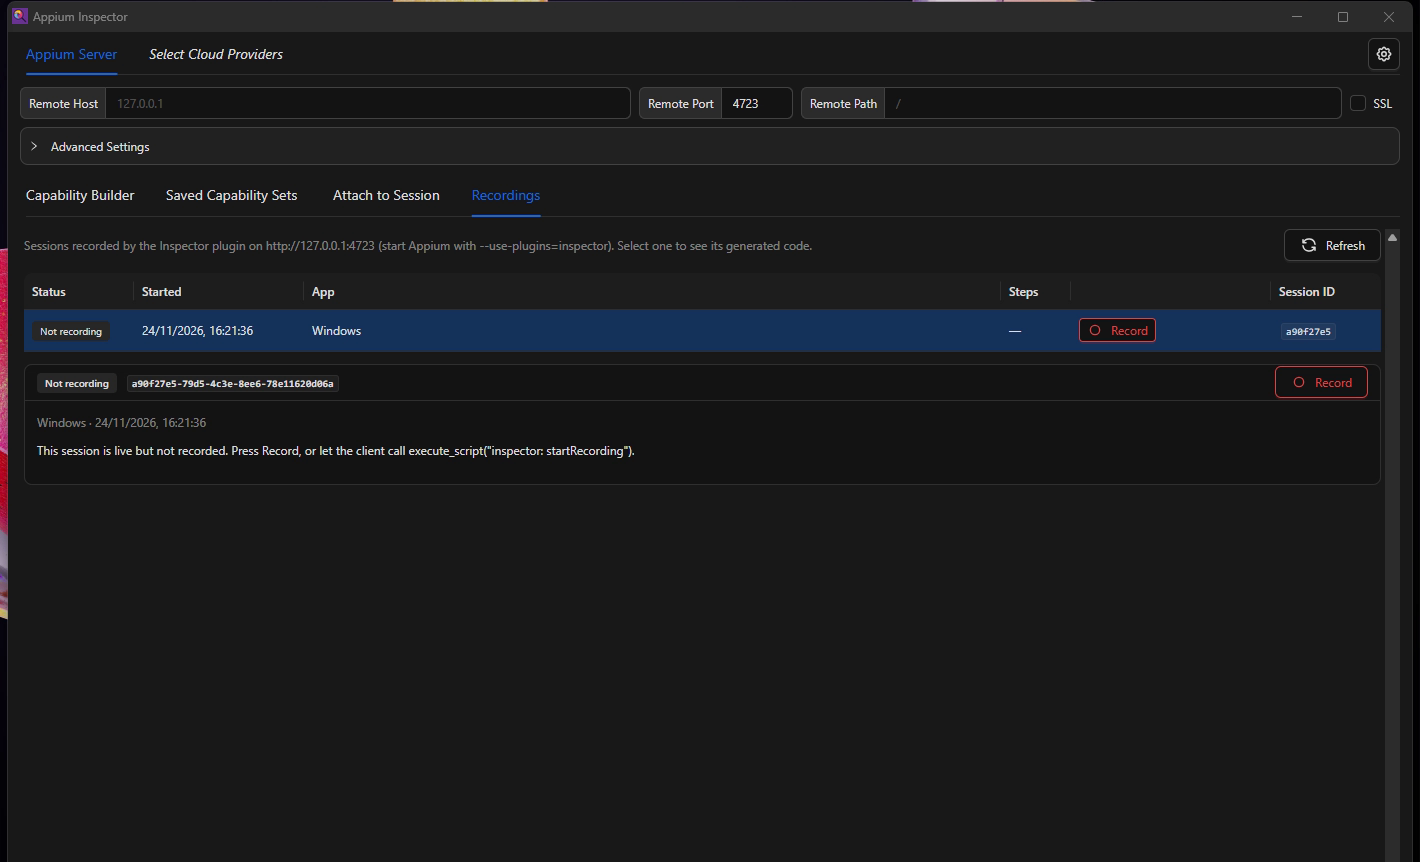 Appium Inspector
Appium Server Select Cloud Providers
Remote Host 127.0.0.1 Remote Port 4723 Remote Path / SSL
Advanced Settings
Capability Builder Saved Capability Sets Attach to Session Recordings
Sessions recorded by the Inspector plugin on http://127.0.0.1:4723 (start Appium with --use-plugins=inspector). Select one to see its generated code. Refresh
Status Started App Steps Session ID
Not recording 24/11/2026, 16:21:36 Windows — Record a90f27e5
Not recording a90f27e5-79d5-4c3e-8ee6-78e11620d06a Record
Windows · 24/11/2026, 16:21:36
This session is live but not recorded. Press Record, or let the client call execute_script("inspector: startRecording").